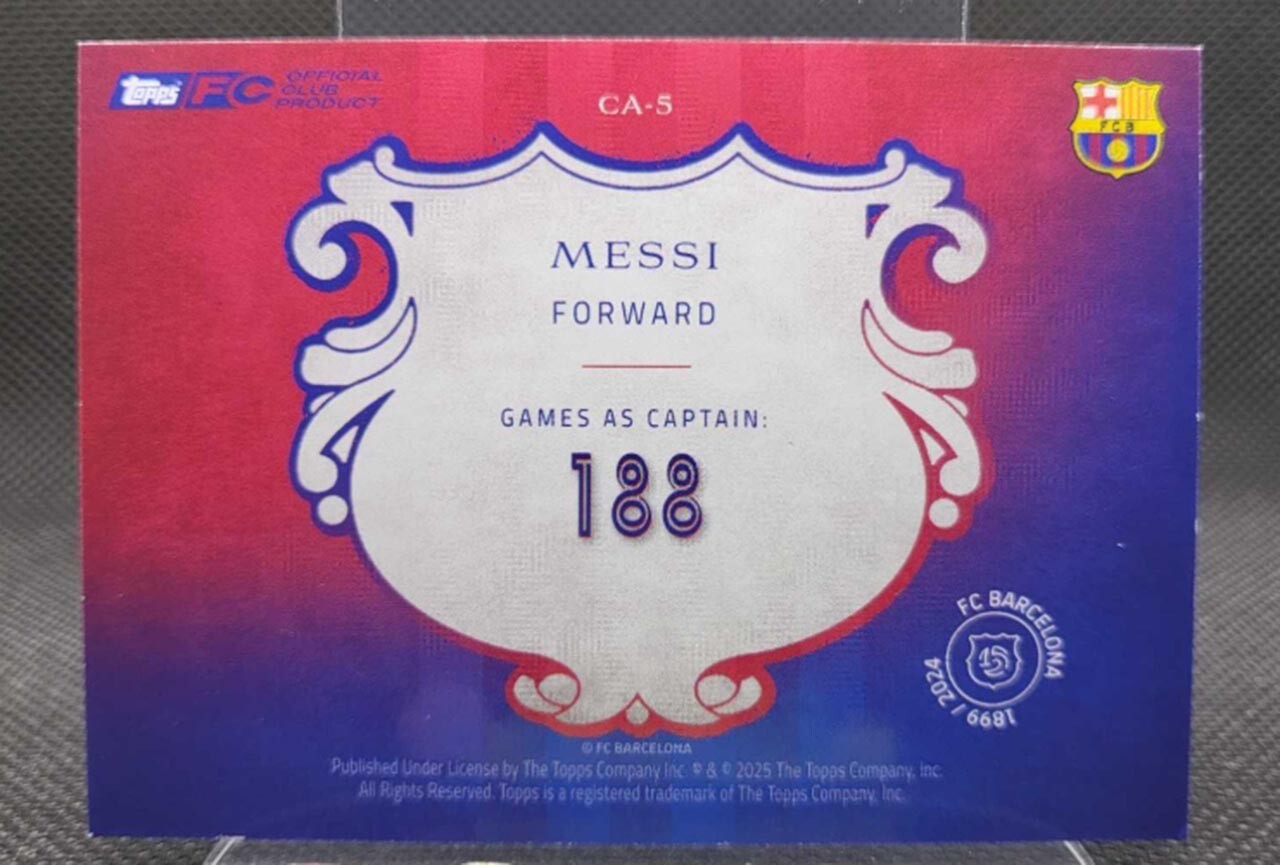 Topps FC OFFICIAL
CLUB
PRODUCT
CA-5
FCB
MESSI
FORWARD
GAMES AS CAPTAIN:
188
FC BARCELONA
125
1899 / 2024
© FC BARCELONA
Published Under License by The Topps Company Inc. ® & © 2025 The Topps Company, Inc.
All Rights Reserved. Topps is a registered trademark of The Topps Company, Inc.